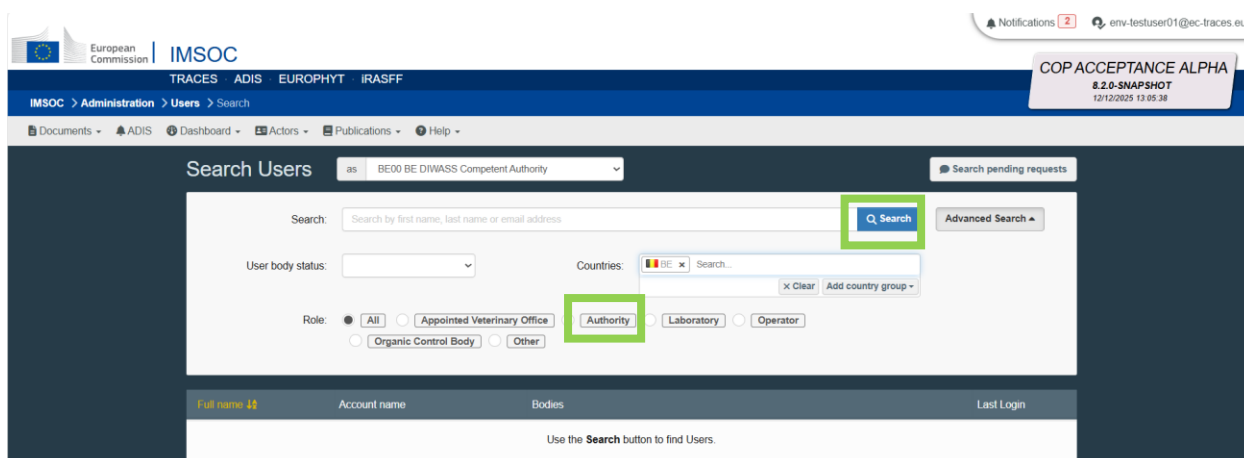 Notifications 2 env-testuser01@ec-traces.eu
European
Commission
IMSOC
TRACES · ADIS · EUROPHYT · iRASFF
COP ACCEPTANCE ALPHA
8.2.0-SNAPSHOT
12/12/2025 13:05:38
IMSOC > Administration > Users > Search
Documents ADIS Dashboard Actors Publications Help
Search Users as BE00 BE DIWASS Competent Authority Search pending requests
Search: Search by first name, last name or email address Search Advanced Search
User body status: Countries: BE × Search...
× Clear Add country group
Role: All Appointed Veterinary Office Authority Laboratory Operator
Organic Control Body Other
Full name Account name Bodies Last Login
Use the Search button to find Users.